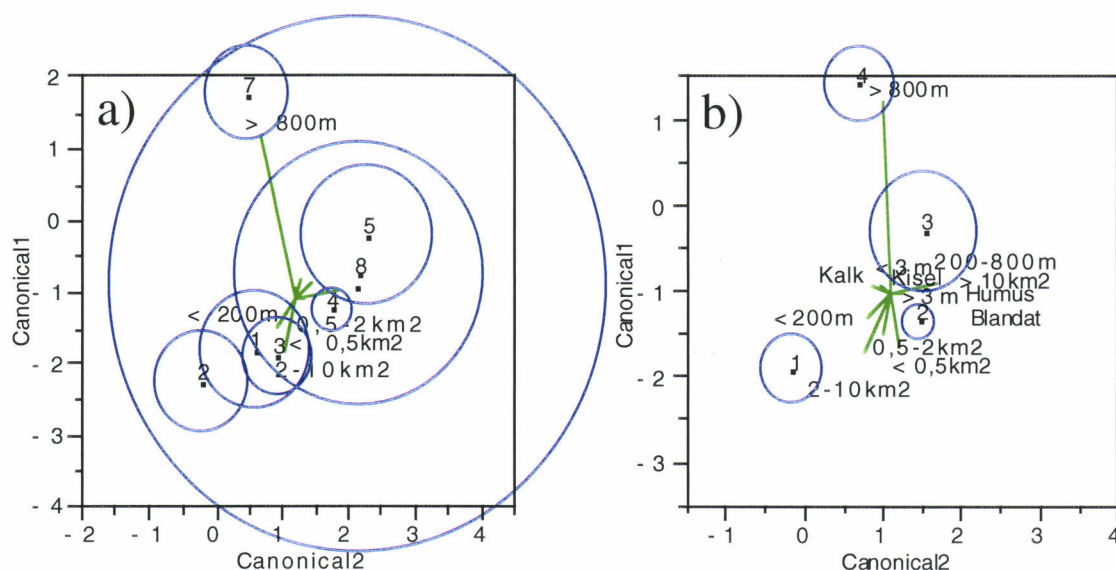 a)
2
1
0
- 1
- 2
- 3
- 4
Canonical1
7
> 800m
5
8
4
< 200m
0,5-2km2
1
3
< 0,5km2
2-10km2
2
- 2
- 1
0
1
2
3
4
Canonical2
b)
1
0
- 1
- 2
- 3
Canonical1
4
> 800m
3
< 3 m
200-800m
Kalk
Kisel
> 10km2
> 3 m
Humus
2
Blandat
<200m
0,5-2km2
< 0,5km2
1
2-10km2
- 1
0
1
2
3
4
Canonical2